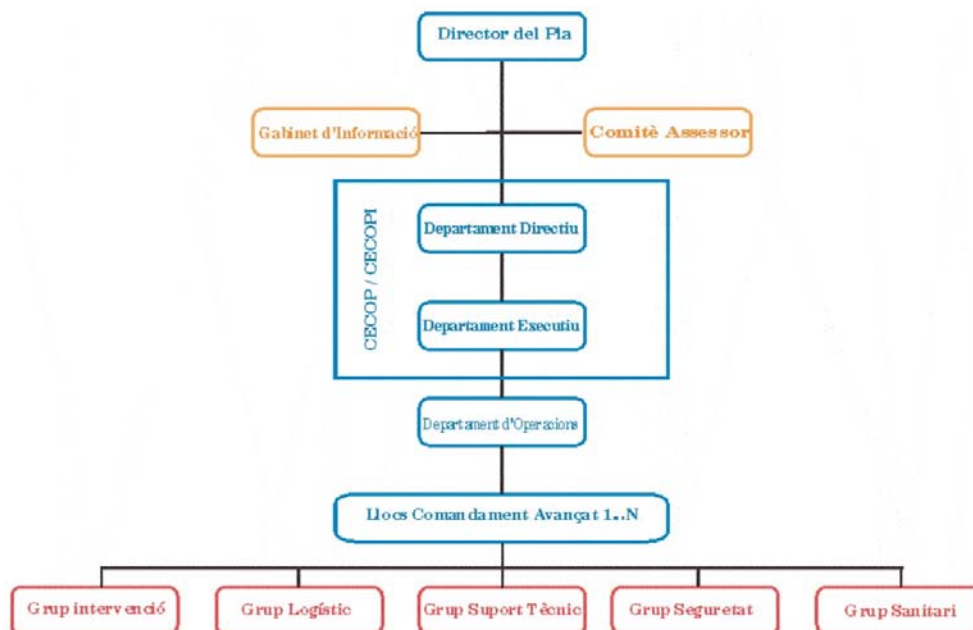 Director del Pla
Gabinet d'Informació
Comitè Assessor
CECOP / CECOPI
Departament Directiu
Departament Executiu
Departament d'Operacions
Llocs Comandament Avançat 1..N
Grup intervenció
Grup Logístic
Grup Suport Tècnic
Grup Seguretat
Grup Sanitari